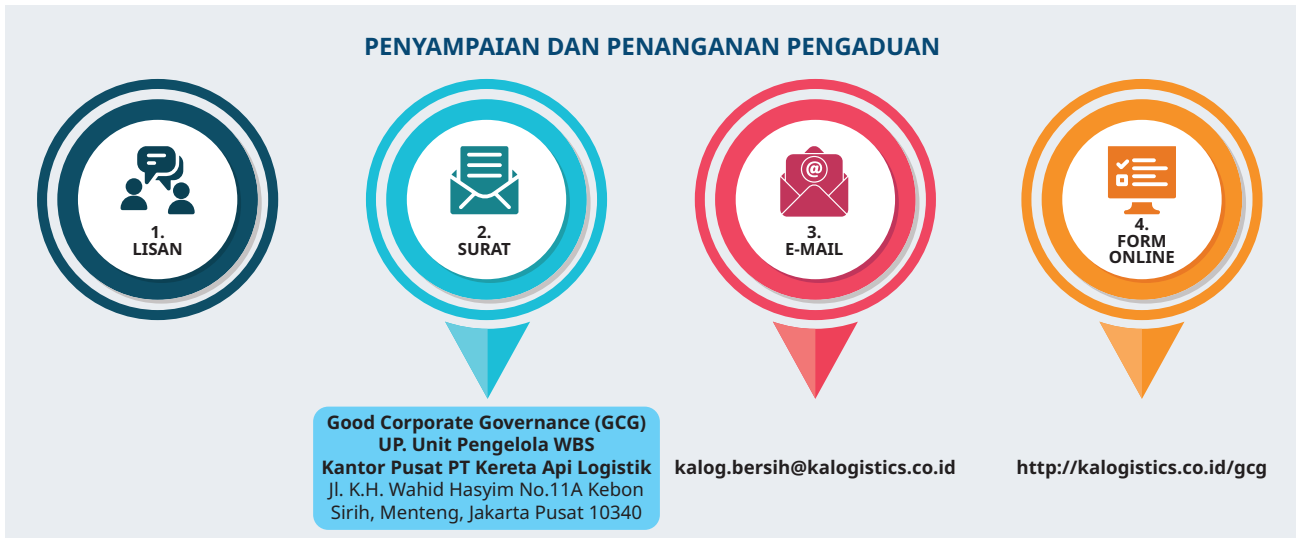 PENYAMPAIAN DAN PENANGANAN PENGADUAN
1.
LISAN
2.
SURAT
@
3.
E-MAIL
4.
FORM
ONLINE
Good Corporate Governance (GCG)
UP. Unit Pengelola WBS
Kantor Pusat PT Kereta Api Logistik
Jl. K.H. Wahid Hasyim No.11A Kebon
Sirih, Menteng, Jakarta Pusat 10340
kalog.bersih@kalogistics.co.id
http://kalogistics.co.id/gcg